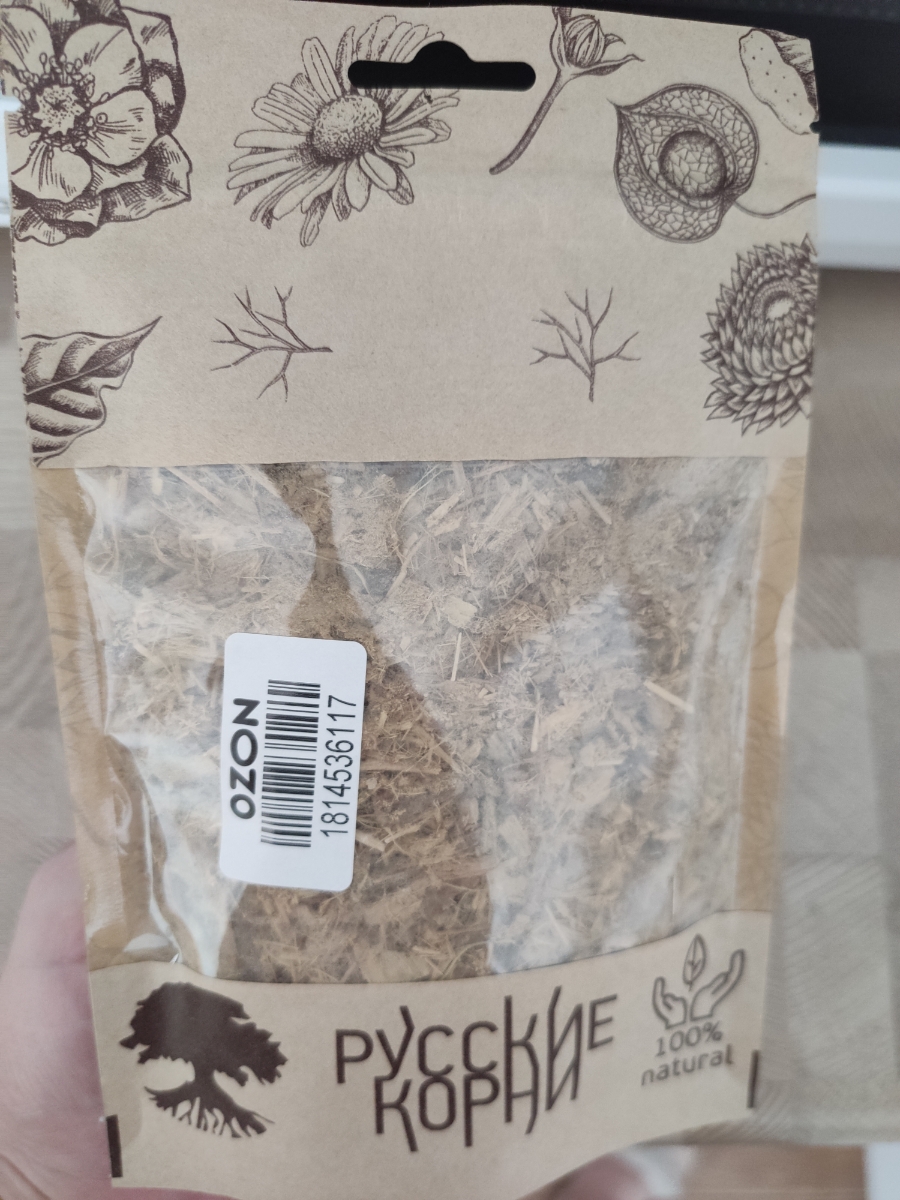 OZON
1814536117
РУССКИЕ
КОРНИ
100%
natural